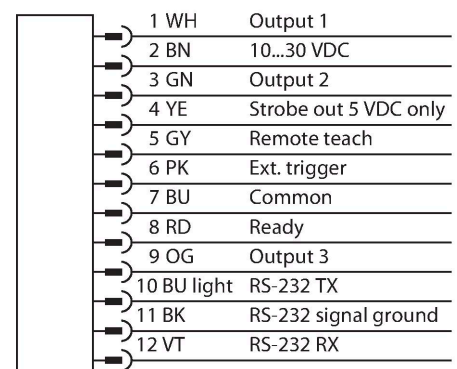 1 WH Output 1
2 BN 10...30 VDC
3 GN Output 2
4 YE Strobe out 5 VDC only
5 GY Remote teach
6 PK Ext. trigger
7 BU Common
8 RD Ready
9 OG Output 3
10 BU light RS-232 TX
11 BK RS-232 signal ground
12 VT RS-232 RX